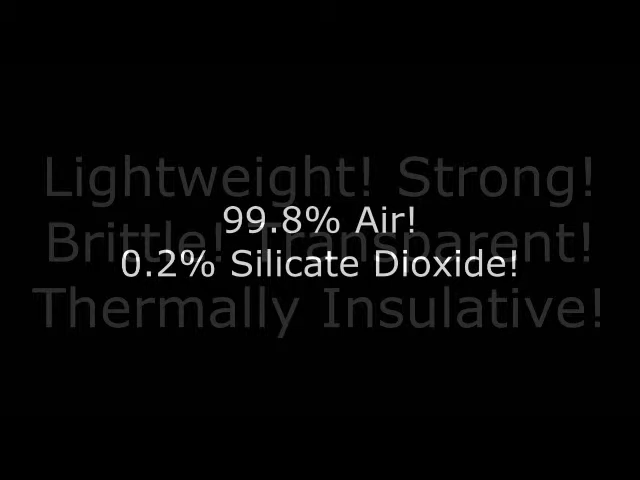 Lightweight! Strong!
99.8% Air!
Brittle! Transparent!
0.2% Silicate Dioxide!
Thermally Insulative!